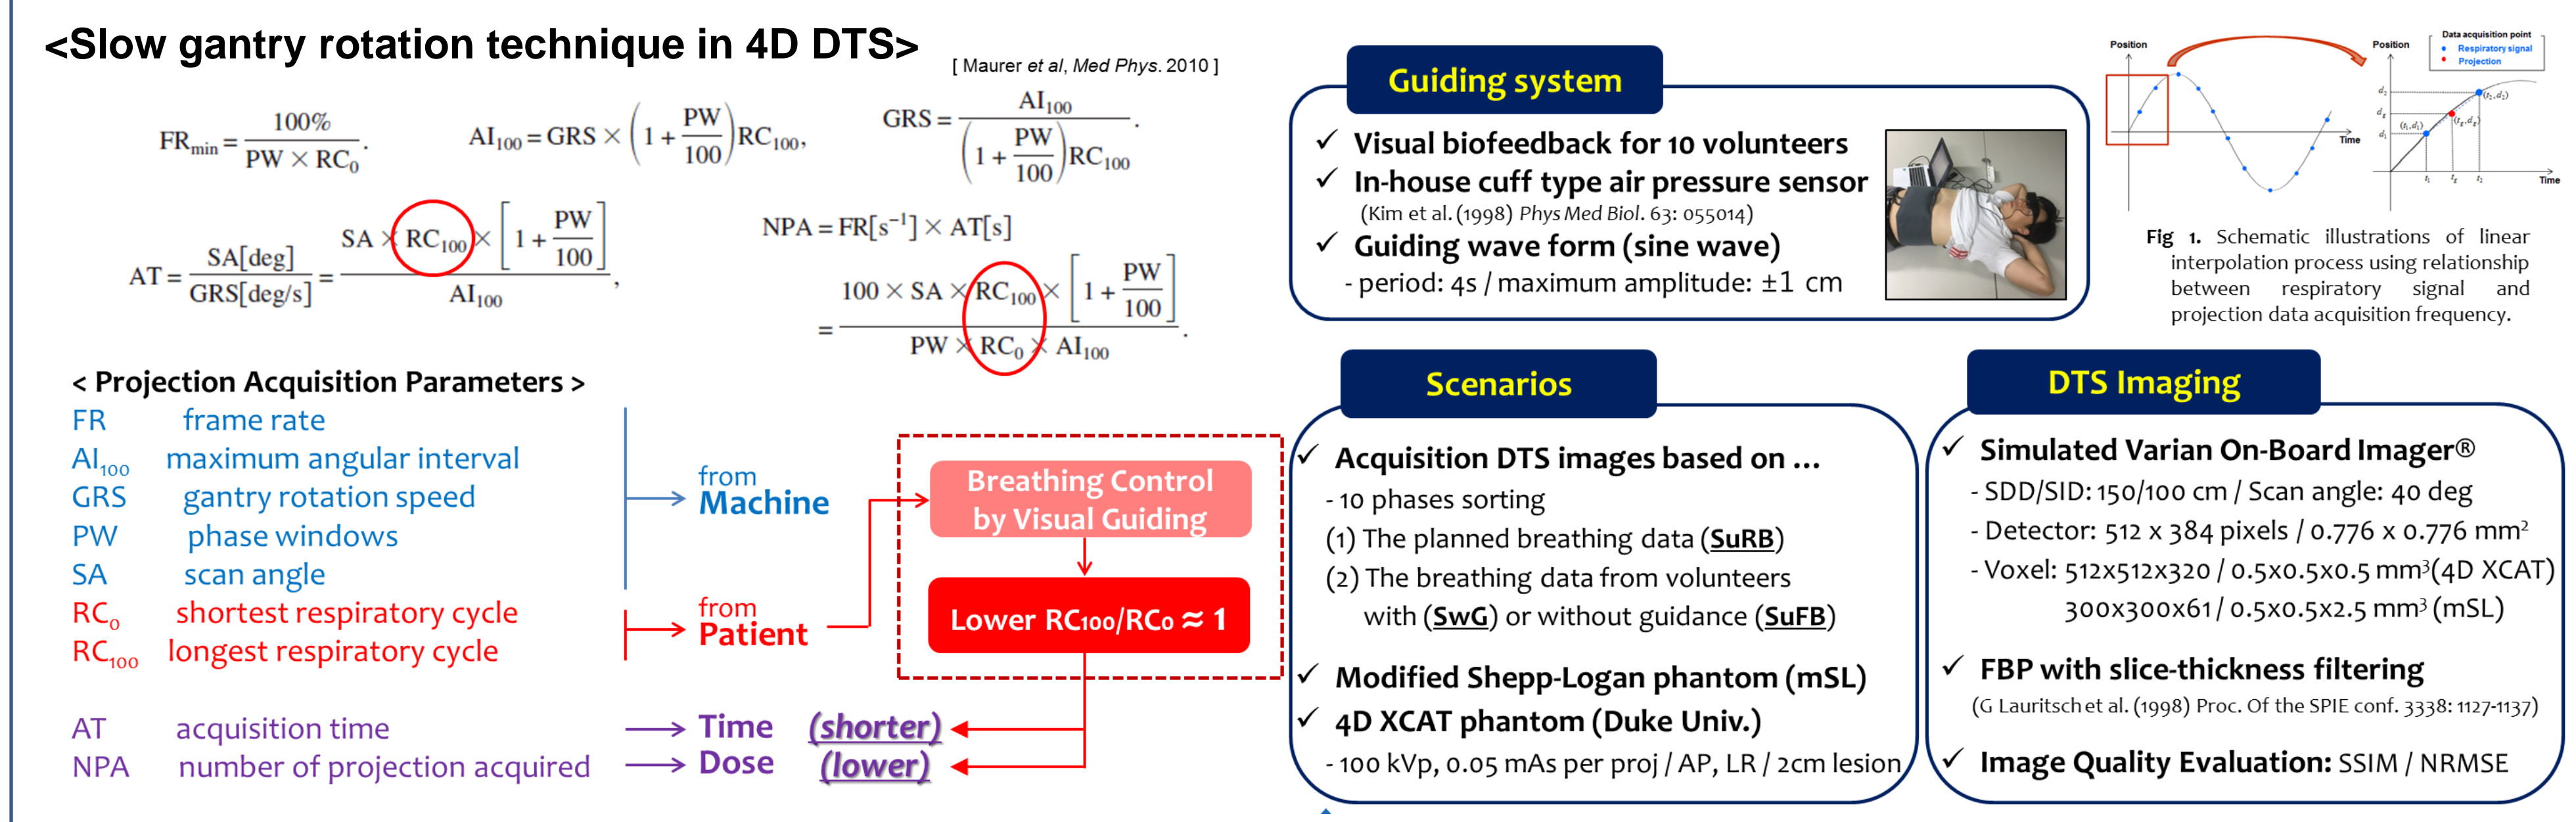 <Slow gantry rotation technique in 4D DTS>
[ Maurer et al, Med Phys. 2010 ]
FRmin = 100% / (PW × RC0).
AI100 = GRS × (1 + PW/100) RC100,
GRS = AI100 / ((1 + PW/100) RC100).
AT = SA[deg] / GRS[deg/s] = SA × RC100 × [1 + PW/100] / AI100,
NPA = FR[s⁻¹] × AT[s]
= 100 × SA × RC100 × [1 + PW/100] / (PW × RC0 × AI100).
< Projection Acquisition Parameters >
FR frame rate
AI100 maximum angular interval
GRS gantry rotation speed
PW phase windows
SA scan angle
RC0 shortest respiratory cycle
RC100 longest respiratory cycle
AT acquisition time
NPA number of projection acquired
from
Machine
from
Patient
Time (shorter)
Dose (lower)
Breathing Control
by Visual Guiding
Lower RC100/RC0 ≈ 1
Guiding system
✓ Visual biofeedback for 10 volunteers
✓ In-house cuff type air pressure sensor
(Kim et al. (1998) Phys Med Biol. 63: 055014)
✓ Guiding wave form (sine wave)
- period: 4s / maximum amplitude: ±1 cm
Position
Time
Position
Data acquisition point
Respiratory signal
Projection
d2
dg
d1
(t1,d1)
(tg,dg)
(t2,d2)
t1 tg t2
Time
Fig 1. Schematic illustrations of linear
interpolation process using relationship
between respiratory signal and
projection data acquisition frequency.
Scenarios
✓ Acquisition DTS images based on ...
- 10 phases sorting
(1) The planned breathing data (SuRB)
(2) The breathing data from volunteers
with (SwG) or without guidance (SuFB)
✓ Modified Shepp-Logan phantom (mSL)
✓ 4D XCAT phantom (Duke Univ.)
- 100 kVp, 0.05 mAs per proj / AP, LR / 2cm lesion
DTS Imaging
✓ Simulated Varian On-Board Imager®
- SDD/SID: 150/100 cm / Scan angle: 40 deg
- Detector: 512 x 384 pixels / 0.776 x 0.776 mm²
- Voxel: 512x512x320 / 0.5x0.5x0.5 mm³(4D XCAT)
300x300x61 / 0.5x0.5x2.5 mm³ (mSL)
✓ FBP with slice-thickness filtering
(G Lauritsch et al. (1998) Proc. Of the SPIE conf. 3338: 1127-1137)
✓ Image Quality Evaluation: SSIM / NRMSE